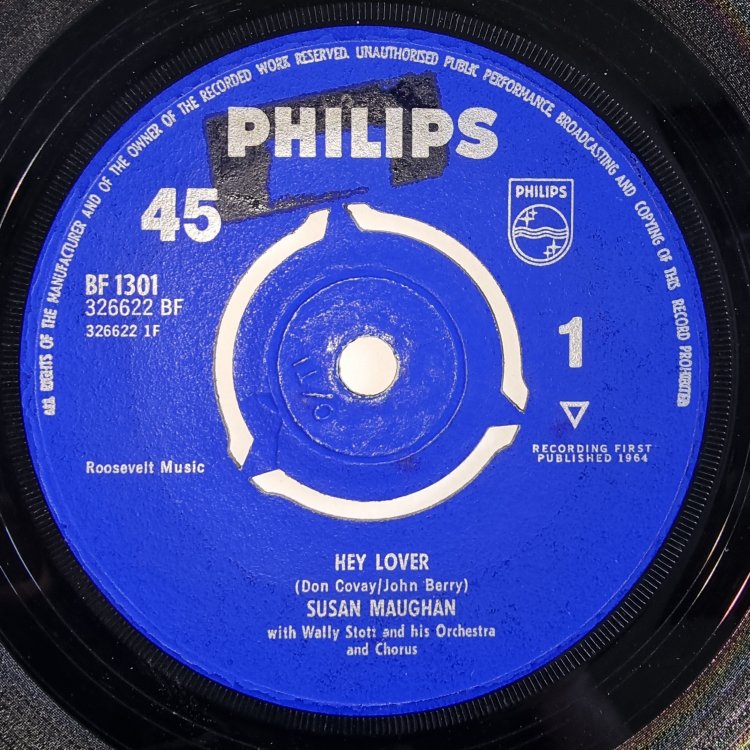 ALL RIGHTS OF THE MANUFACTURER AND OF THE OWNER OF THE RECORDED WORK RESERVED. UNAUTHORISED PUBLIC PERFORMANCE, BROADCASTING AND COPYING OF THIS RECORD PROHIBITED
PHILIPS
45
PHILIPS
BF 1301
326622 BF
326622 1F
1
RECORDING FIRST
PUBLISHED 1964
Roosevelt Music
HEY LOVER
(Don Covay/John Berry)
SUSAN MAUGHAN
with Wally Stott and his Orchestra
and Chorus